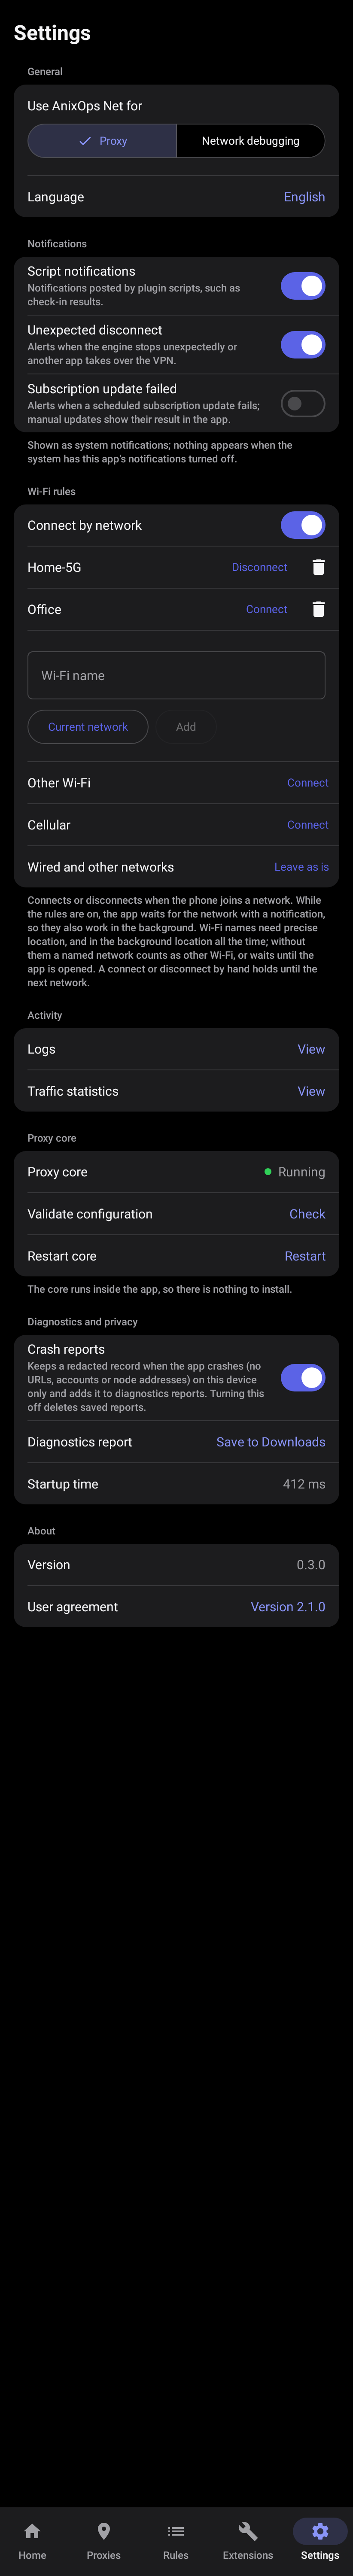 Settings
General
Use AnixOps Net for
Proxy
Network debugging
Language
English
Notifications
Script notifications
Notifications posted by plugin scripts, such as
check-in results.
Unexpected disconnect
Alerts when the engine stops unexpectedly or
another app takes over the VPN.
Subscription update failed
Alerts when a scheduled subscription update fails;
manual updates show their result in the app.
Shown as system notifications; nothing appears when the
system has this app's notifications turned off.
Wi-Fi rules
Connect by network
Home-5G
Disconnect
Office
Connect
Wi-Fi name
Current network
Add
Other Wi-Fi
Connect
Cellular
Connect
Wired and other networks
Leave as is
Connects or disconnects when the phone joins a network. While
the rules are on, the app waits for the network with a notification,
so they also work in the background. Wi-Fi names need precise
location, and in the background location all the time; without
them a named network counts as other Wi-Fi, or waits until the
app is opened. A connect or disconnect by hand holds until the
next network.
Activity
Logs
View
Traffic statistics
View
Proxy core
Proxy core
Running
Validate configuration
Check
Restart core
Restart
The core runs inside the app, so there is nothing to install.
Diagnostics and privacy
Crash reports
Keeps a redacted record when the app crashes (no
URLs, accounts or node addresses) on this device
only and adds it to diagnostics reports. Turning this
off deletes saved reports.
Diagnostics report
Save to Downloads
Startup time
412 ms
About
Version
0.3.0
User agreement
Version 2.1.0
Home
Proxies
Rules
Extensions
Settings